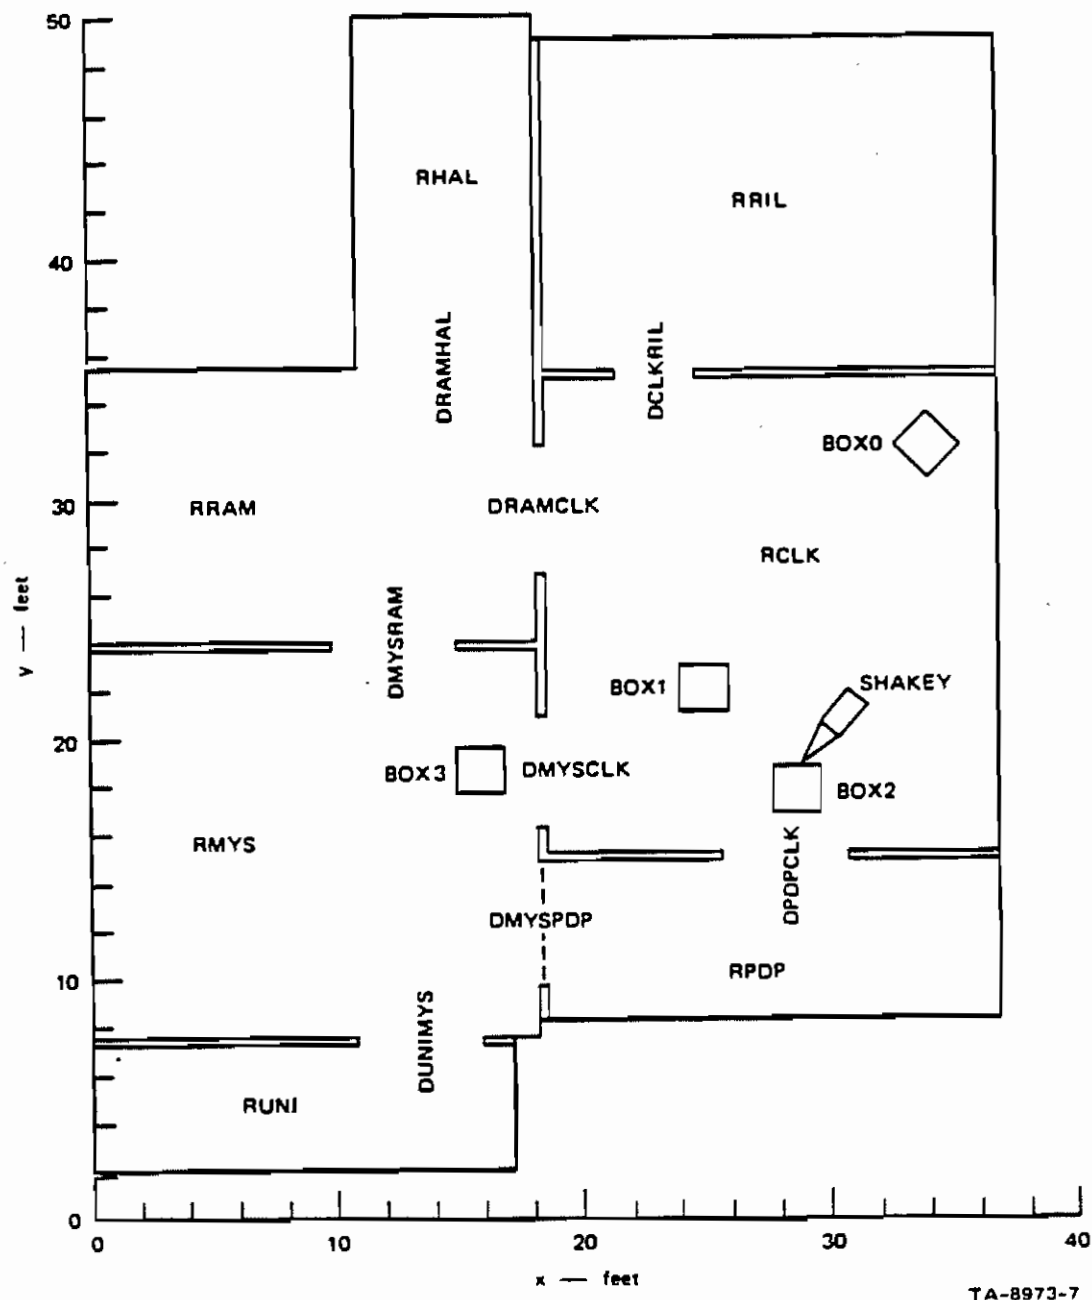 50
RHAL
RRIL
40
DRAMHAL
DCLKRIL
BOX0
30
RRAM
DRAMCLK
RCLK
y — feet
DMYSRAM
BOX1
SHAKEY
20
BOX3
DMYSCLK
BOX2
RMYS
DPDPCLK
DMYSPDP
RPDP
10
DUNIMYS
RUNI
0
0
10
20
30
40
x — feet
TA-8973-7